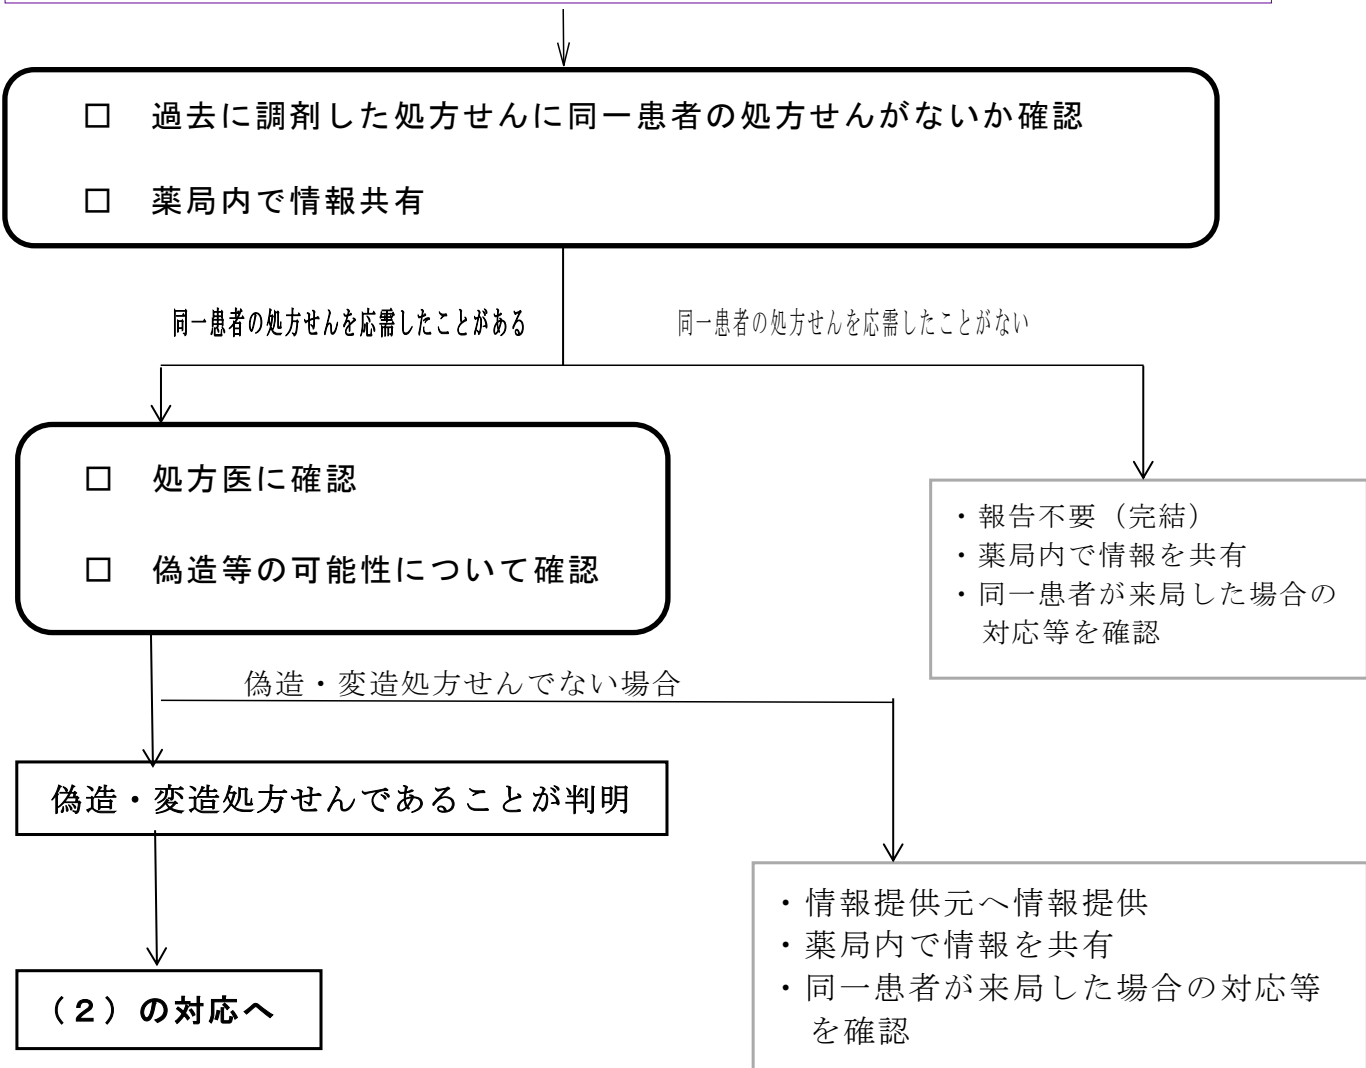 □ 過去に調剤した処方せんに同一患者の処方せんがないか確認
□ 薬局内で情報共有
同一患者の処方せんを応需したことがある
同一患者の処方せんを応需したことがない
□ 処方医に確認
□ 偽造等の可能性について確認
・報告不要（完結）
・薬局内で情報を共有
・同一患者が来局した場合の
対応等を確認
偽造・変造処方せんでない場合
偽造・変造処方せんであることが判明
・情報提供元へ情報提供
・薬局内で情報を共有
・同一患者が来局した場合の対応等
を確認
（２）の対応へ